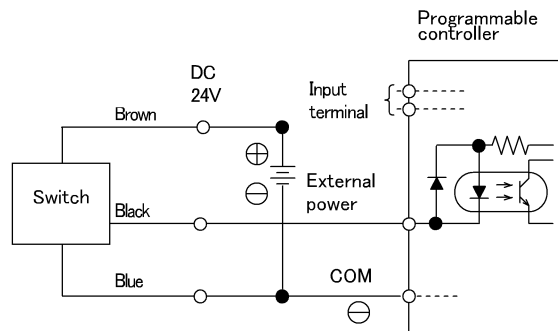 Programmable
controller
DC
24V
Input
terminal
Brown
⊕
⊖
External
power
Switch
Black
Blue
COM
⊖